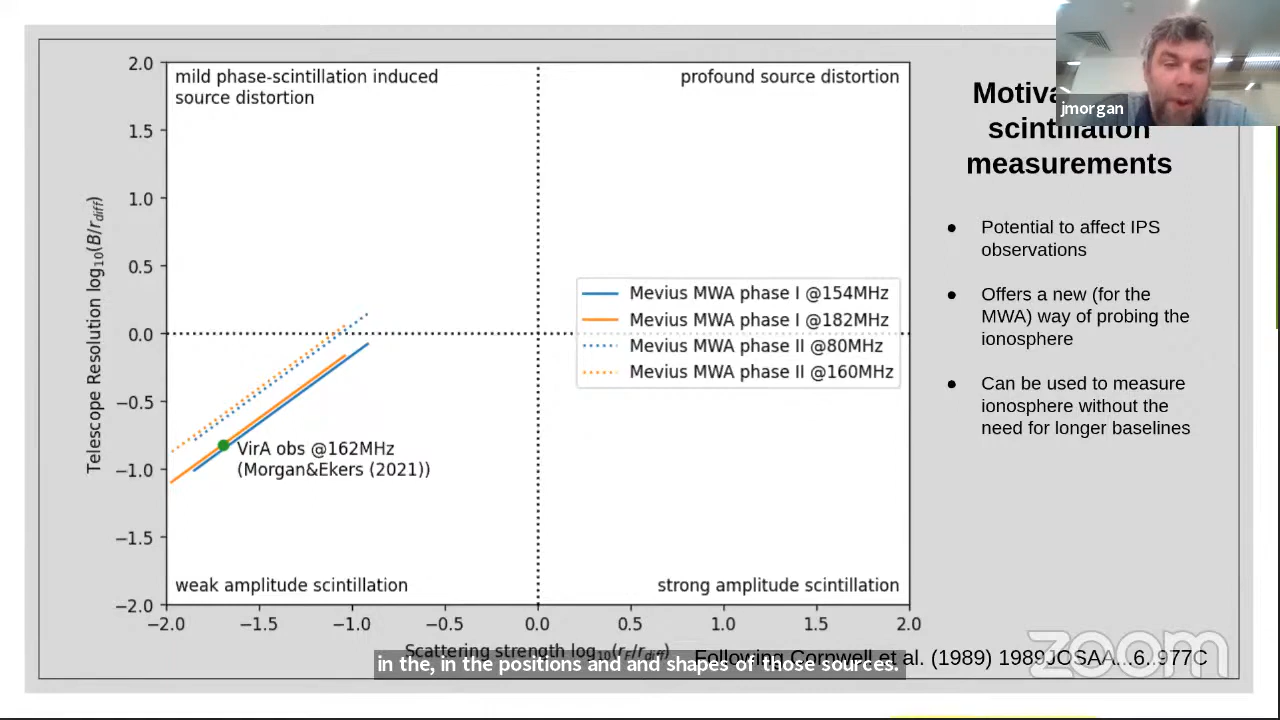 2.0
1.5
1.0
0.5
0.0
−0.5
−1.0
−1.5
−2.0
Telescope Resolution log10(B/rdiff)
mild phase-scintillation induced
source distortion
profound source distortion
Mevius MWA phase I @154MHz
Mevius MWA phase I @182MHz
Mevius MWA phase II @80MHz
Mevius MWA phase II @160MHz
VirA obs @162MHz
(Morgan&Ekers (2021))
weak amplitude scintillation
strong amplitude scintillation
−2.0 −1.5 −1.0 −0.5 0.0 0.5 1.0 1.5 2.0
Scattering strength log10(rF/rdiff)
jmorgan
scintillation
measurements
● Potential to affect IPS
observations
● Offers a new (for the
MWA) way of probing the
ionosphere
● Can be used to measure
ionosphere without the
need for longer baselines
Following Cornwell et al. (1989) 1989JOSAA...6..977C
in the, in the positions and and shapes of those sources.
zoom